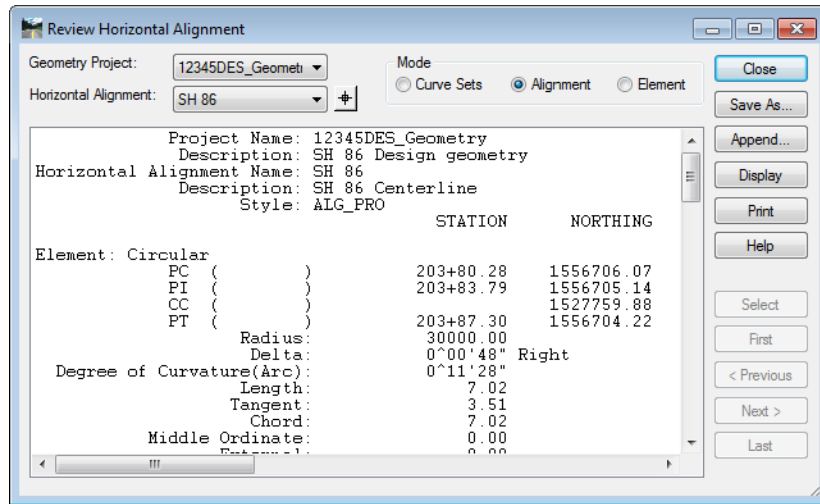 Review Horizontal Alignment
Geometry Project: 12345DES_Geometi
Horizontal Alignment: SH 86
Mode
Curve Sets Alignment Element
Project Name: 12345DES_Geometry
Description: SH 86 Design geometry
Horizontal Alignment Name: SH 86
Description: SH 86 Centerline
Style: ALG_PRO
STATION NORTHING
Element: Circular
PC ( ) 203+80.28 1556706.07
PI ( ) 203+83.79 1556705.14
CC ( ) 1527759.88
PT ( ) 203+87.30 1556704.22
Radius: 30000.00
Delta: 0^00'48" Right
Degree of Curvature(Arc): 0^11'28"
Length: 7.02
Tangent: 3.51
Chord: 7.02
Middle Ordinate: 0.00
External: 0.00
Close
Save As...
Append...
Display
Print
Help
Select
First
< Previous
Next >
Last